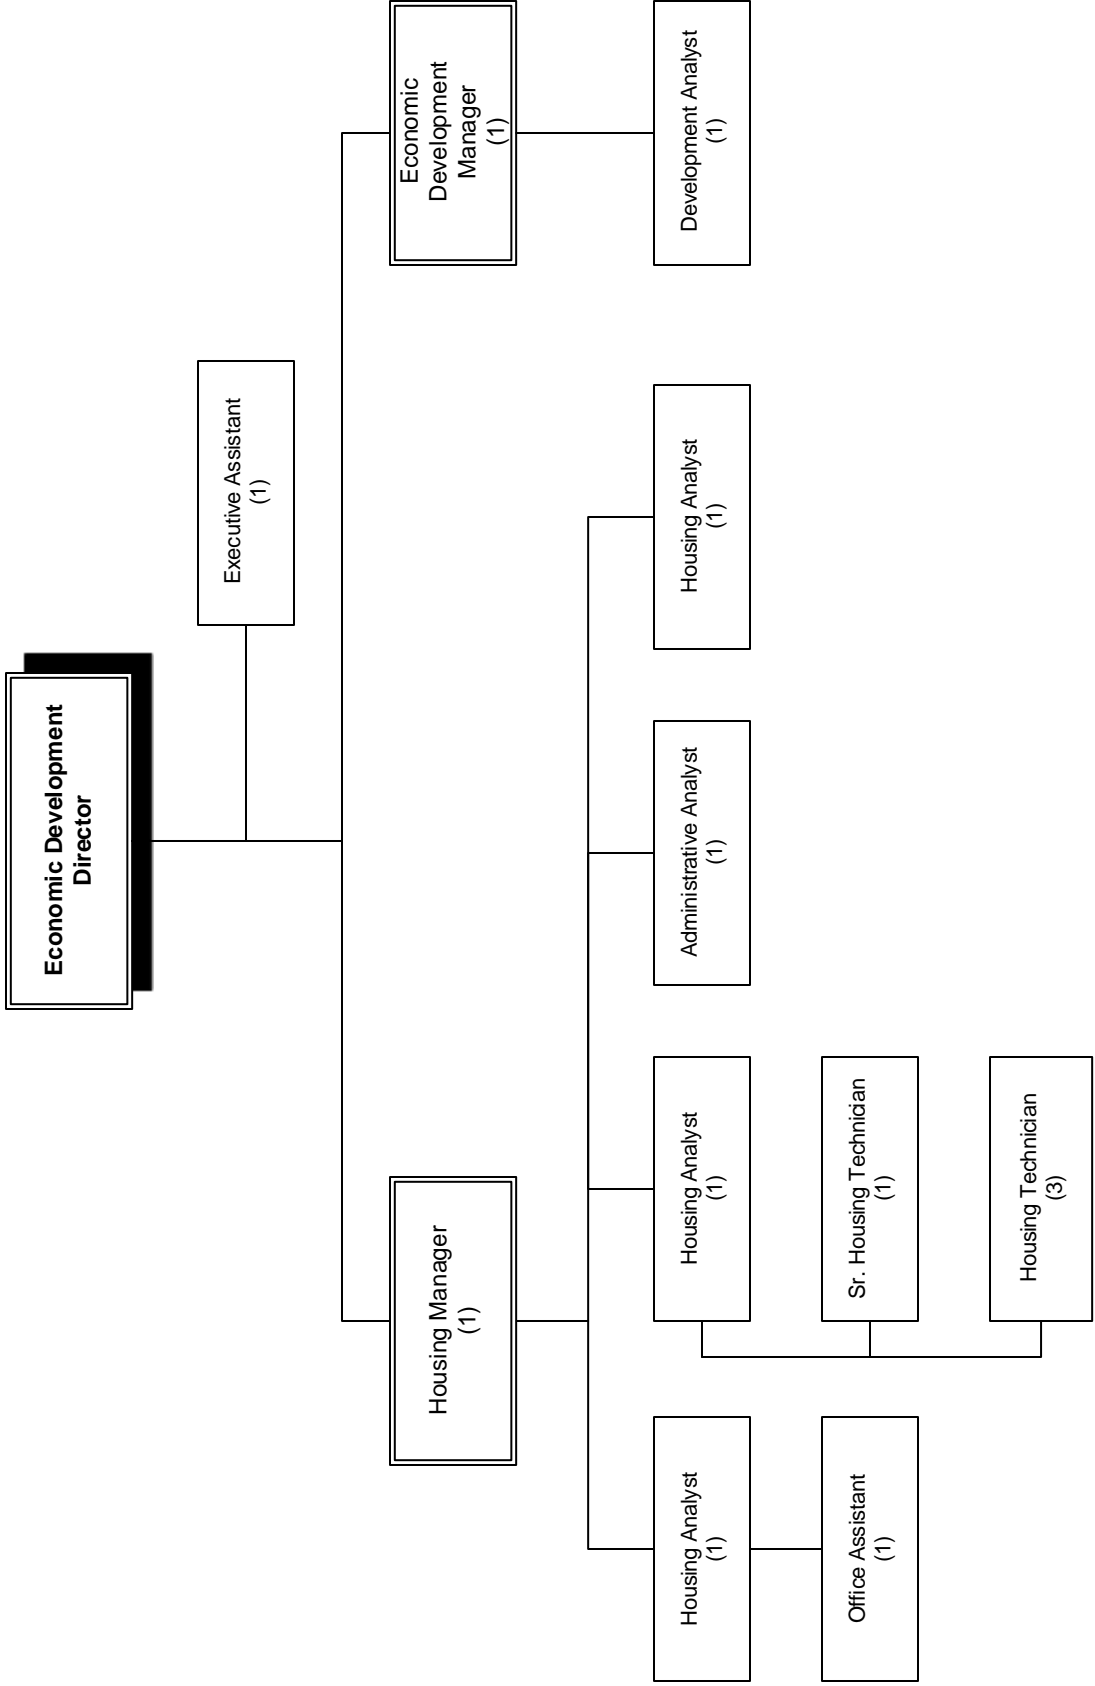 Economic Development
Director
Executive Assistant
(1)
Housing Manager
(1)
Economic
Development
Manager
(1)
Housing Analyst
(1)
Housing Analyst
(1)
Administrative Analyst
(1)
Housing Analyst
(1)
Development Analyst
(1)
Office Assistant
(1)
Sr. Housing Technician
(1)
Housing Technician
(3)